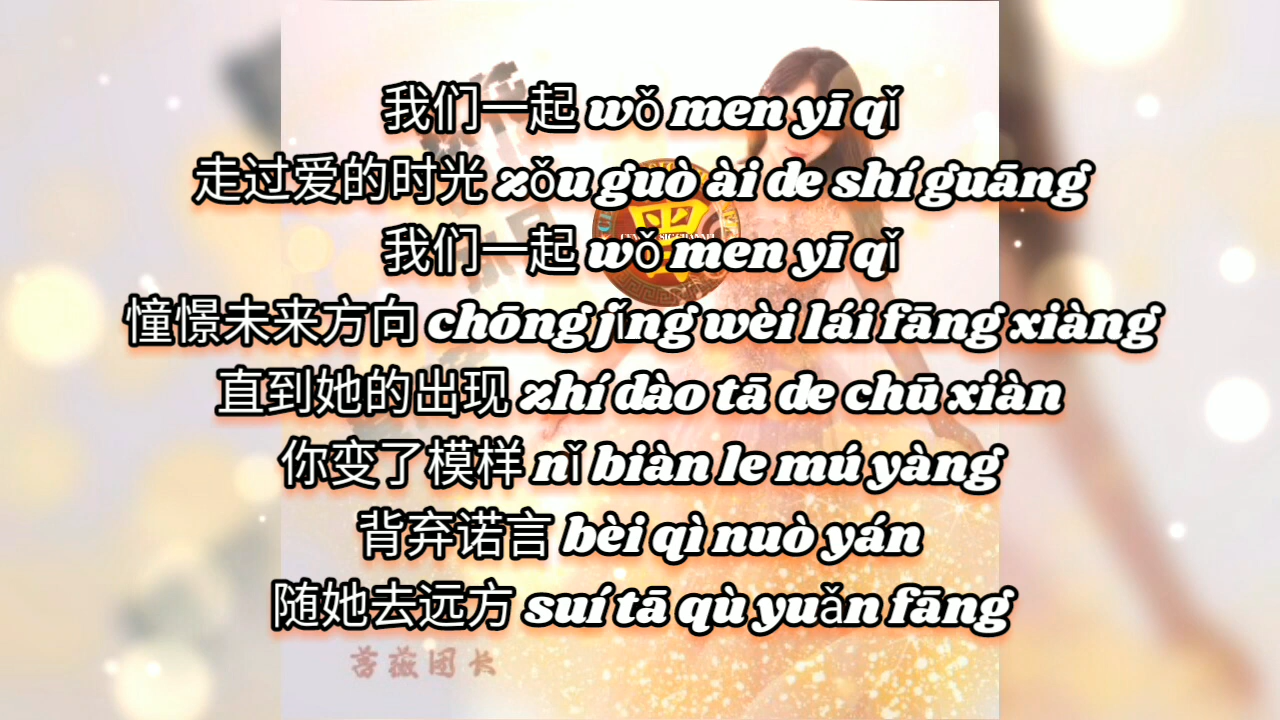 我们一起 wǒ men yī qǐ
走过爱的时光 zǒu guò ài de shí guāng
我们一起 wǒ men yī qǐ
憧憬未来方向 chōng jǐng wèi lái fāng xiàng
直到她的出现 zhí dào tā de chū xiàn
你变了模样 nǐ biàn le mú yàng
背弃诺言 bèi qì nuò yán
随她去远方 suí tā qù yuǎn fāng
团长